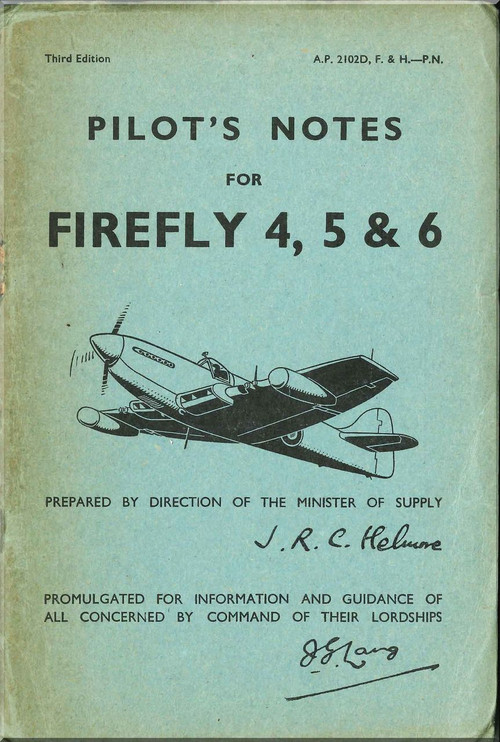 Third Edition A.P. 2102D, F. & H.—P.N.
PILOT'S NOTES
FOR
FIREFLY 4, 5 & 6
PREPARED BY DIRECTION OF THE MINISTER OF SUPPLY
J. R. C. Helmore
PROMULGATED FOR INFORMATION AND GUIDANCE OF
ALL CONCERNED BY COMMAND OF THEIR LORDSHIPS
J.G. Lang